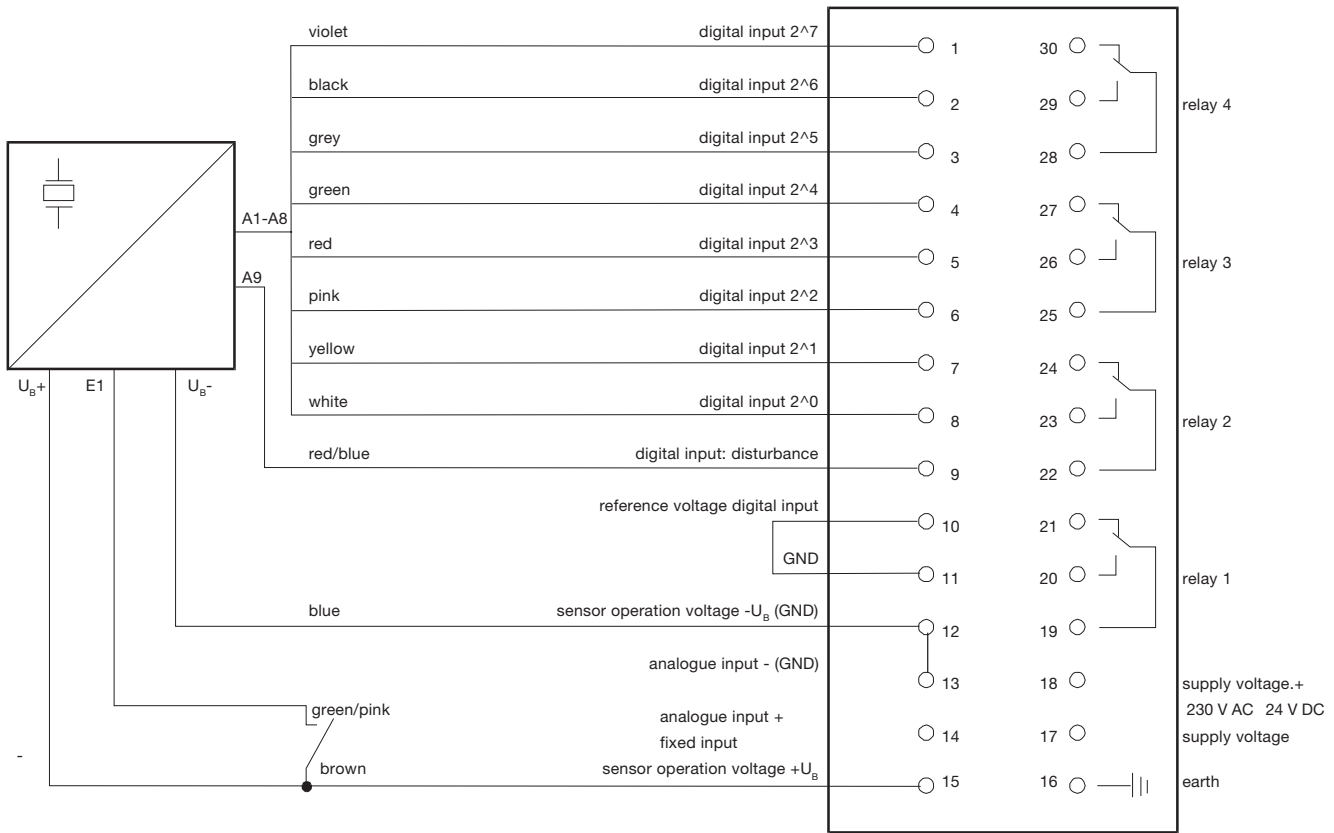 violet digital input 2^7 1 30
black digital input 2^6 2 29 relay 4
grey digital input 2^5 3 28
green digital input 2^4 4 27
A1-A8
red digital input 2^3 5 26 relay 3
A9
pink digital input 2^2 6 25
yellow digital input 2^1 7 24
U_B+ E1 U_B-
white digital input 2^0 8 23 relay 2
red/blue digital input: disturbance 9 22
reference voltage digital input 10 21
GND 11 20 relay 1
blue sensor operation voltage -U_B (GND) 12 19
analogue input - (GND) 13 18 supply voltage.+
green/pink 230 V AC 24 V DC
analogue input + 14 17 supply voltage
fixed input
-
brown sensor operation voltage +U_B 15 16 earth